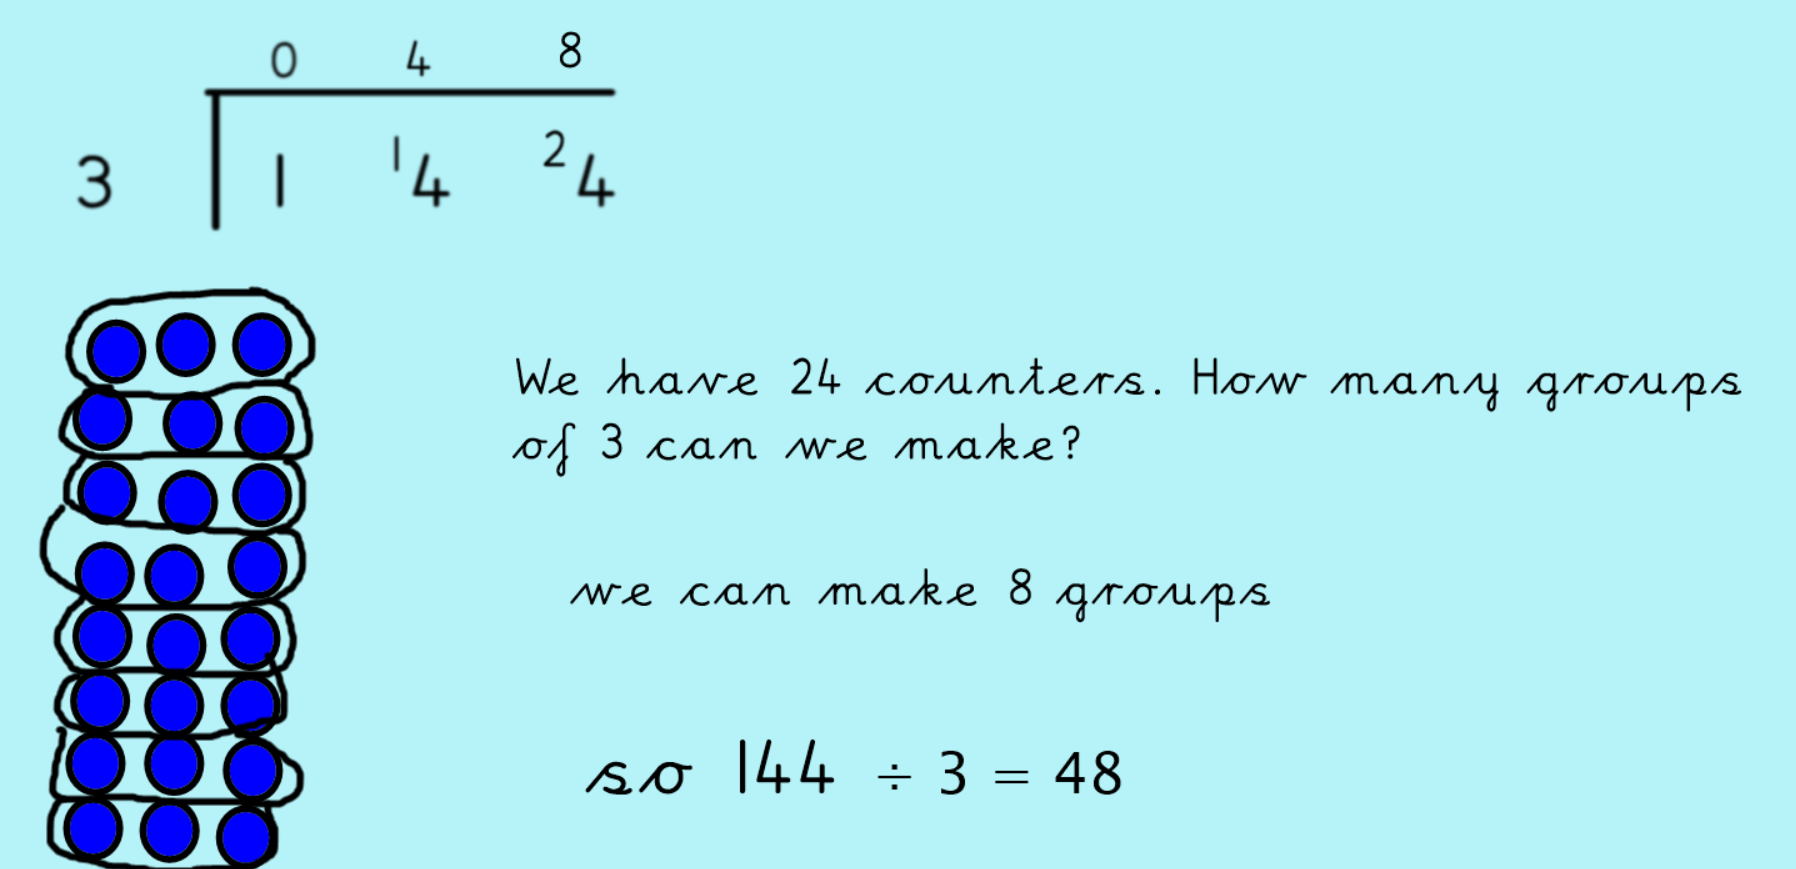 0 4 8
3 1 14 24
We have 24 counters. How many groups
of 3 can we make?
we can make 8 groups
so 144 ÷ 3 = 48